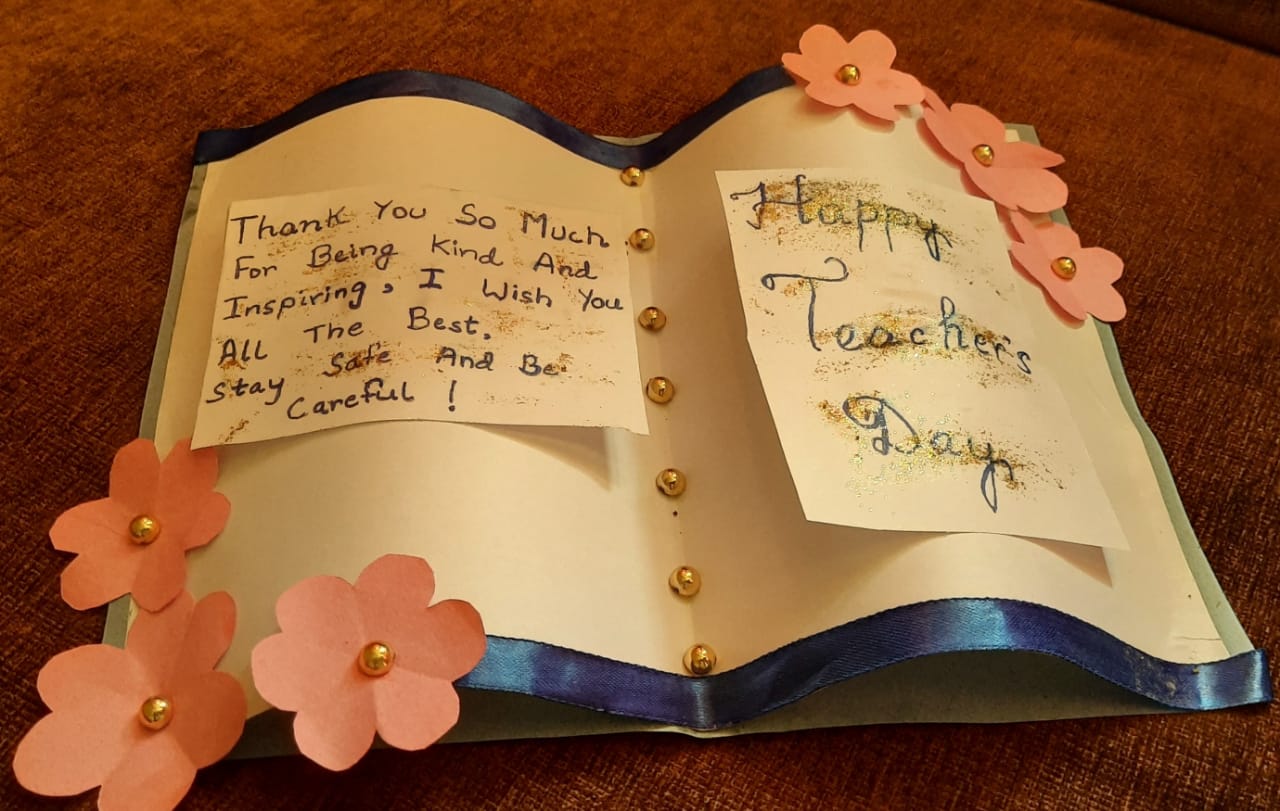 Thank You So Much
For Being Kind And
Inspiring, I Wish You
All The Best.
Stay Safe And Be
Careful !
Happy
Teacher's
Day